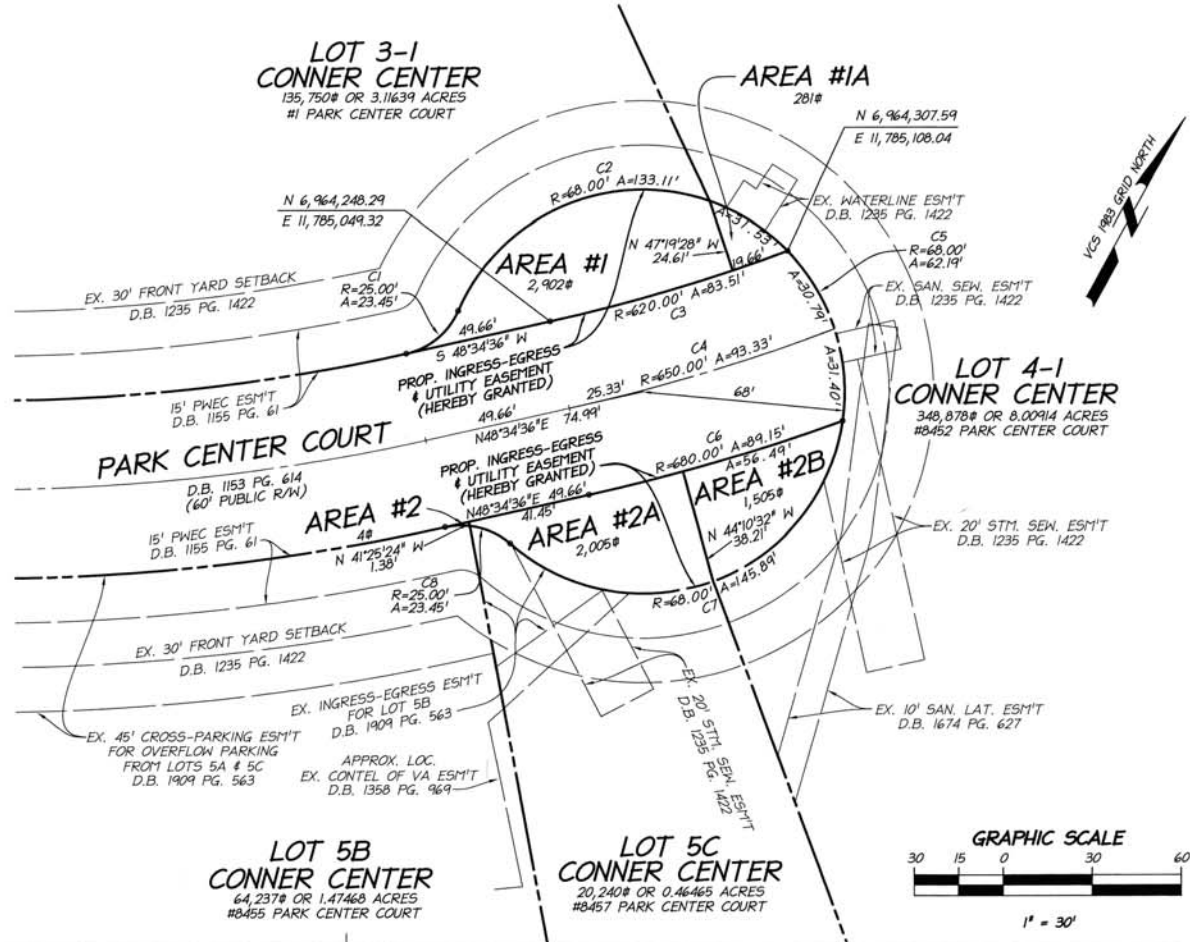 LOT 3-1
CONNER CENTER
135,750⌗ OR 3.11639 ACRES
#1 PARK CENTER COURT
AREA #1A
281⌗
N 6,964,307.59
E 11,785,108.04
VCS 1983 GRID NORTH
N 6,964,248.29
E 11,785,049.32
C2
R=68.00' A=133.11'
A=37.53'
EX. WATERLINE ESM'T
D.B. 1235 PG. 1422
C5
R=68.00'
A=62.19'
N 47°19'28" W
24.61'
19.66'
AREA #1
2,902⌗
EX. 30' FRONT YARD SETBACK
D.B. 1235 PG. 1422
C1
R=25.00'
A=23.45'
A=30.79'
EX. SAN. SEW. ESM'T
D.B. 1235 PG. 1422
R=620.00' A=83.51'
C3
49.66'
S 48°34'36" W
PROP. INGRESS-EGRESS
& UTILITY EASEMENT
(HEREBY GRANTED)
C4
R=650.00' A=93.33'
25.33'
68'
A=31.40'
LOT 4-1
CONNER CENTER
348,878⌗ OR 8.00914 ACRES
#8452 PARK CENTER COURT
15' PWEC ESM'T
D.B. 1155 PG. 61
49.66'
N48°34'36"E 74.99'
PARK CENTER COURT
D.B. 1153 PG. 614
(60' PUBLIC R/W)
PROP. INGRESS-EGRESS
& UTILITY EASEMENT
(HEREBY GRANTED)
C6
R=680.00' A=89.15'
A=56.49'
AREA #2B
1,505⌗
N48°34'36"E 49.66'
41.45'
AREA #2
4⌗
15' PWEC ESM'T
D.B. 1155 PG. 61
N 41°25'24" W
1.38'
AREA #2A
2,005⌗
N 44°10'32" W
38.21'
EX. 20' STM. SEW. ESM'T
D.B. 1235 PG. 1422
C8
R=25.00'
A=23.45'
R=68.00' A=145.89'
C7
EX. 30' FRONT YARD SETBACK
D.B. 1235 PG. 1422
EX. INGRESS-EGRESS ESM'T
FOR LOT 5B
D.B. 1909 PG. 563
EX. 20' STM. SEW. ESM'T
D.B. 1235 PG. 1422
EX. 10' SAN. LAT. ESM'T
D.B. 1674 PG. 627
EX. 45' CROSS-PARKING ESM'T
FOR OVERFLOW PARKING
FROM LOTS 5A & 5C
D.B. 1909 PG. 563
APPROX. LOC.
EX. CONTEL OF VA ESM'T
D.B. 1358 PG. 969
LOT 5B
CONNER CENTER
64,237⌗ OR 1.47468 ACRES
#8455 PARK CENTER COURT
LOT 5C
CONNER CENTER
20,240⌗ OR 0.46465 ACRES
#8457 PARK CENTER COURT
GRAPHIC SCALE
30 15 0 30 60
1" = 30'